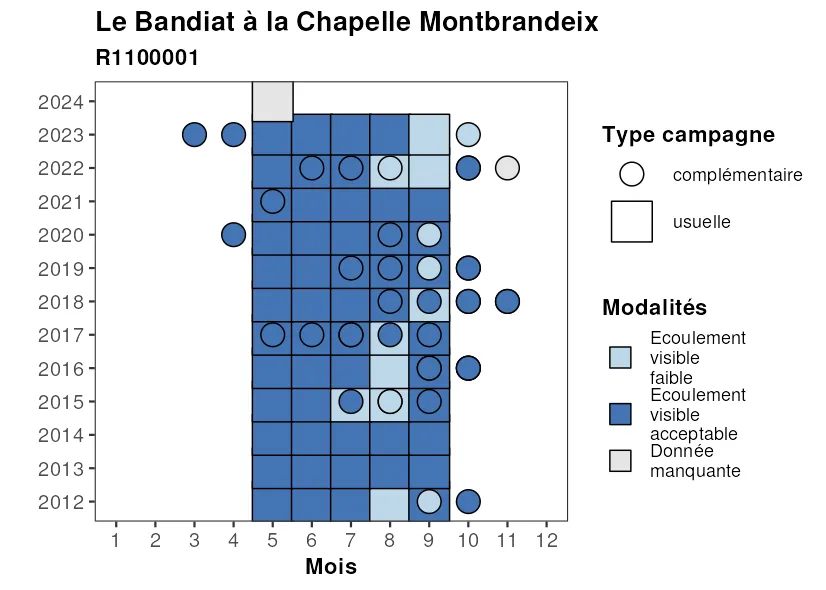 Le Bandiat à la Chapelle Montbrandeix
R1100001
2024
2023
2022
2021
2020
2019
2018
2017
2016
2015
2014
2013
2012
1 2 3 4 5 6 7 8 9 10 11 12
Mois
Type campagne
complémentaire
usuelle
Modalités
Ecoulement
visible
faible
Ecoulement
visible
acceptable
Donnée
manquante